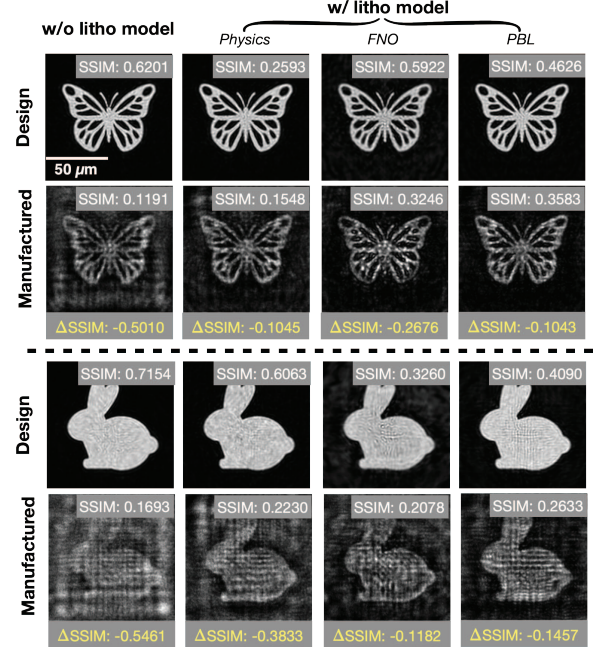 w/ litho model
w/o litho model
Physics FNO PBL
Design
SSIM: 0.6201 SSIM: 0.2593 SSIM: 0.5922 SSIM: 0.4626
50 μm
Manufactured
SSIM: 0.1191 SSIM: 0.1548 SSIM: 0.3246 SSIM: 0.3583
ΔSSIM: -0.5010 ΔSSIM: -0.1045 ΔSSIM: -0.2676 ΔSSIM: -0.1043
Design
SSIM: 0.7154 SSIM: 0.6063 SSIM: 0.3260 SSIM: 0.4090
Manufactured
SSIM: 0.1693 SSIM: 0.2230 SSIM: 0.2078 SSIM: 0.2633
ΔSSIM: -0.5461 ΔSSIM: -0.3833 ΔSSIM: -0.1182 ΔSSIM: -0.1457